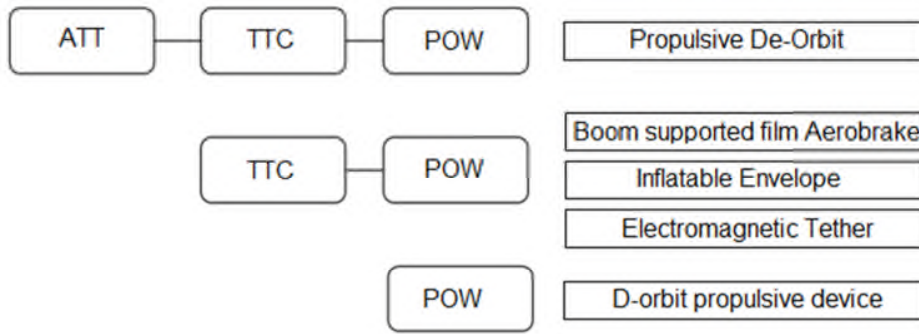 ATT TTC POW Propulsive De-Orbit
Boom supported film Aerobrake
TTC POW Inflatable Envelope
Electromagnetic Tether
POW D-orbit propulsive device